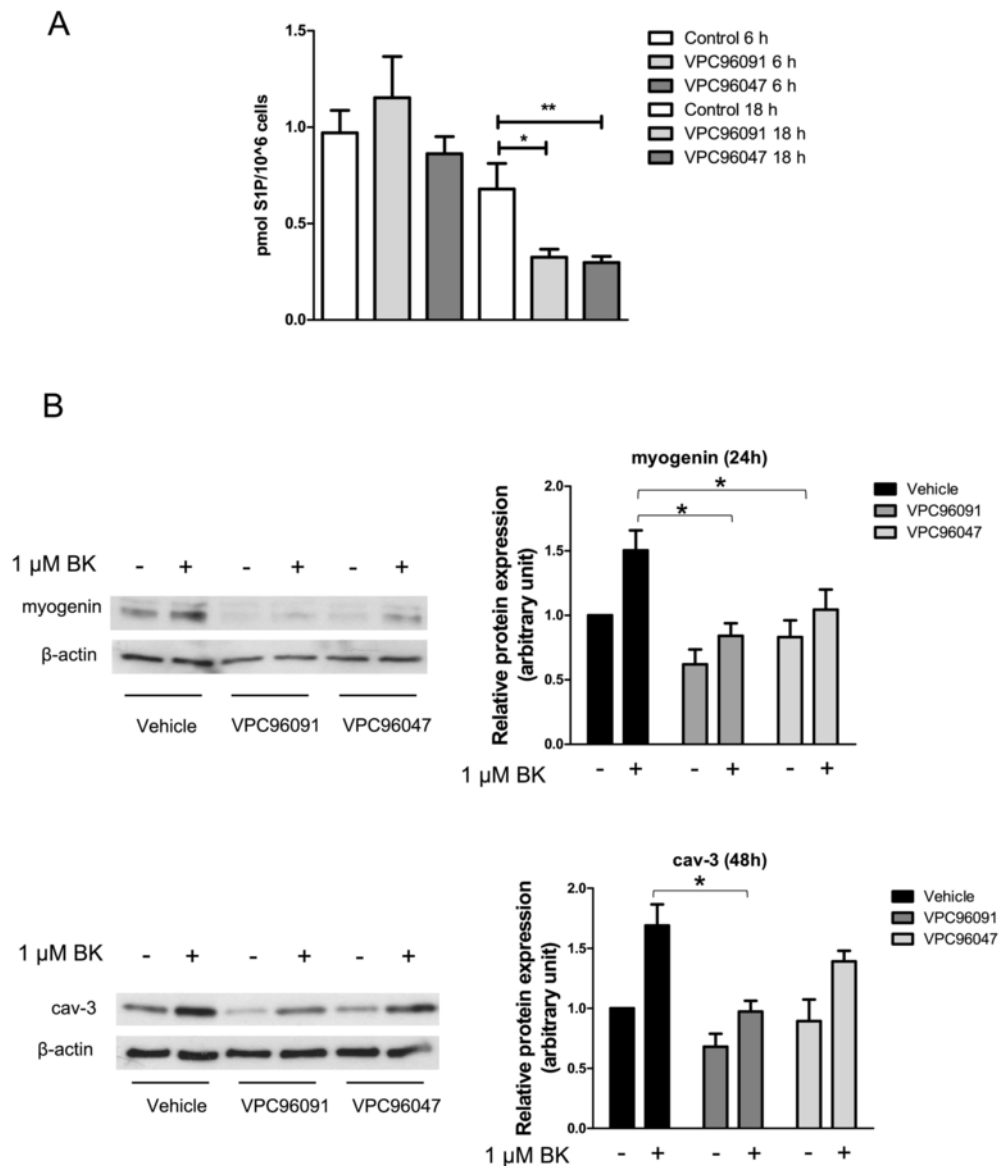 A
pmol S1P/10^6 cells
1.5
1.0
0.5
0.0
*
**
Control 6 h
VPC96091 6 h
VPC96047 6 h
Control 18 h
VPC96091 18 h
VPC96047 18 h
B
1 µM BK - + - + - +
myogenin
β-actin
Vehicle VPC96091 VPC96047
myogenin (24h)
Relative protein expression
(arbitrary unit)
2.0
1.5
1.0
0.5
0.0
*
*
Vehicle
VPC96091
VPC96047
1 µM BK - + - + - +
1 µM BK - + - + - +
cav-3
β-actin
Vehicle VPC96091 VPC96047
cav-3 (48h)
Relative protein expression
(arbitrary unit)
2.0
1.5
1.0
0.5
0.0
*
Vehicle
VPC96091
VPC96047
1 µM BK - + - + - +